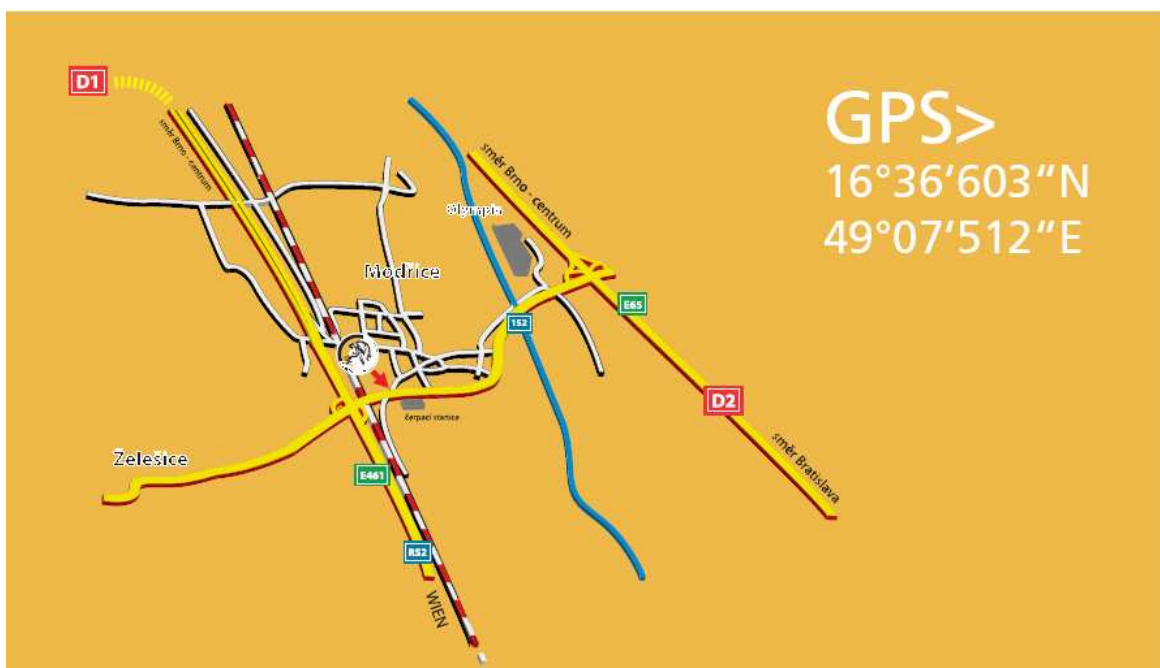 D1
směr Brno - centrum
GPS>
16°36‘603“N
49°07‘512“E
směr Brno - centrum
Olympia
Modřice
E65
152
D2
čerpací stanice
Želešice
E461
směr Bratislava
R52
WIEN